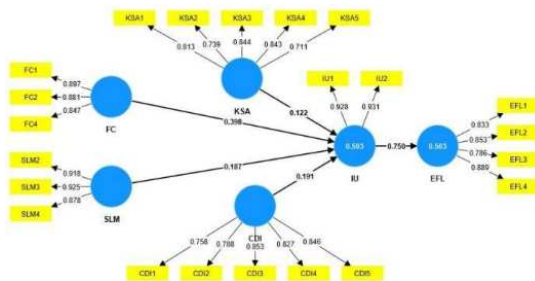 KSA1 KSA2 KSA3 KSA4 KSA5
0.813 0.739 0.844 0.843 0.711
KSA
FC1 0.897
FC2 0.881
FC4 0.847
FC
0.398
0.122
IU1 IU2
0.928 0.931
0.593
IU
0.750
0.563
EFL
EFL1 0.833
EFL2 0.853
EFL3 0.786
EFL4 0.889
SLM2 0.918
SLM3 0.925
SLM4 0.878
SLM
0.187
0.191
CDI
0.758 0.788 0.853 0.827 0.846
CDI1 CDI2 CDI3 CDI4 CDI5